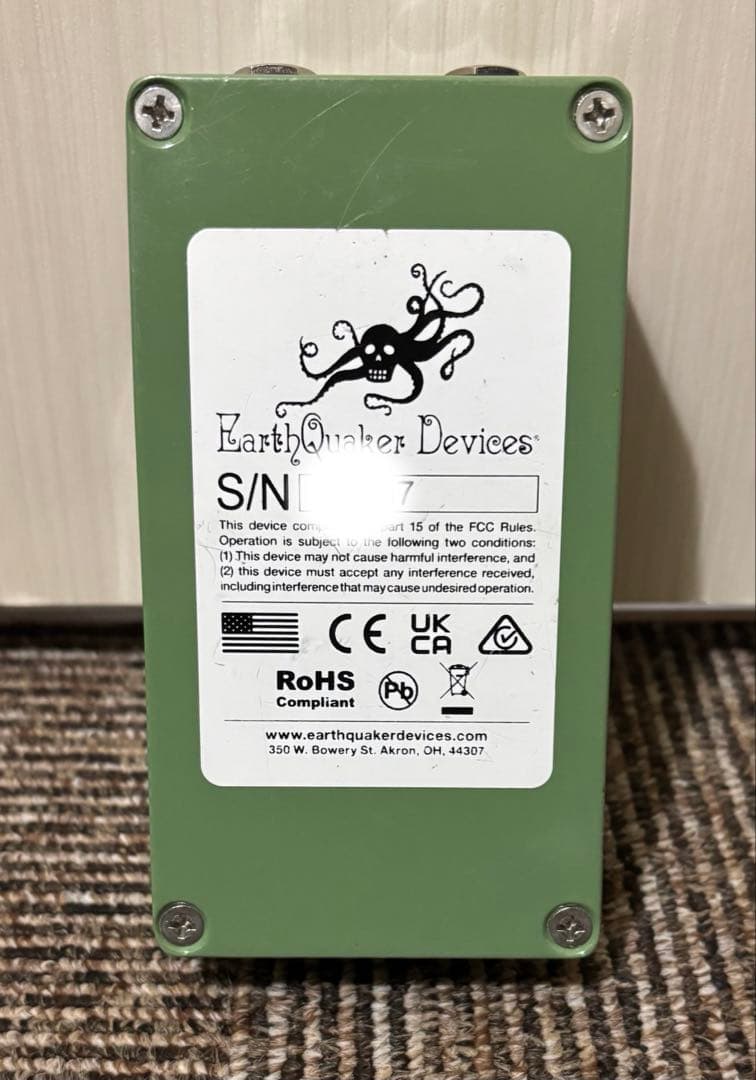 EarthQuaker Devices
S/N 7
This device part 15 of the FCC Rules.
Operation is subject to the following two conditions:
(1) This device may not cause harmful interference, and
(2) this device must accept any interference received,
including interference that may cause undesired operation.
CE UK
CA
RoHS
Compliant
Pb
www.earthquakerdevices.com
350 W. Bowery St. Akron, OH, 44307